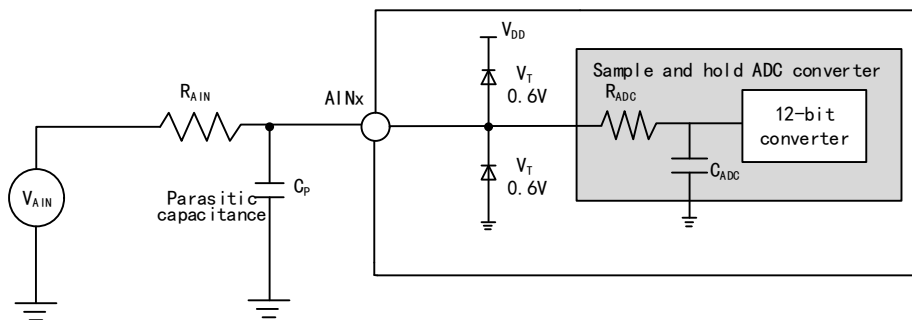 V_DD
Sample and hold ADC converter
V_T
0.6V
R_ADC
12-bit
converter
AINx
R_AIN
V_AIN
Parasitic
capacitance
C_P
V_T
0.6V
C_ADC